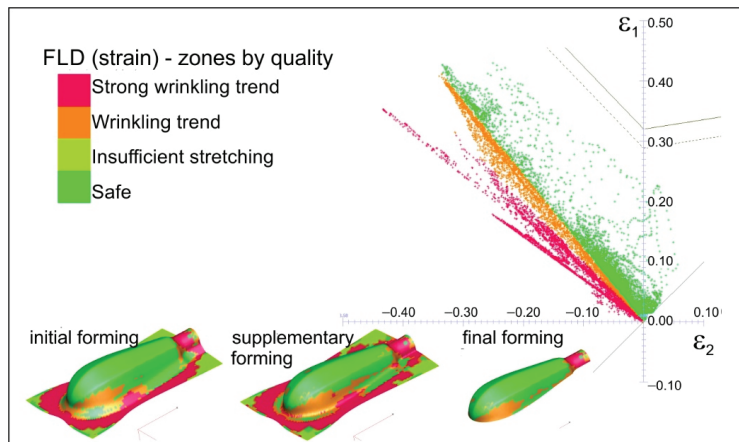 FLD (strain) - zones by quality
Strong wrinkling trend
Wrinkling trend
Insufficient stretching
Safe
ε1
0.50
0.40
0.30
0.20
0.10
0.00
−0.10
−0.40
−0.30
−0.20
−0.10
0.10
ε2
initial forming
supplementary
forming
final forming